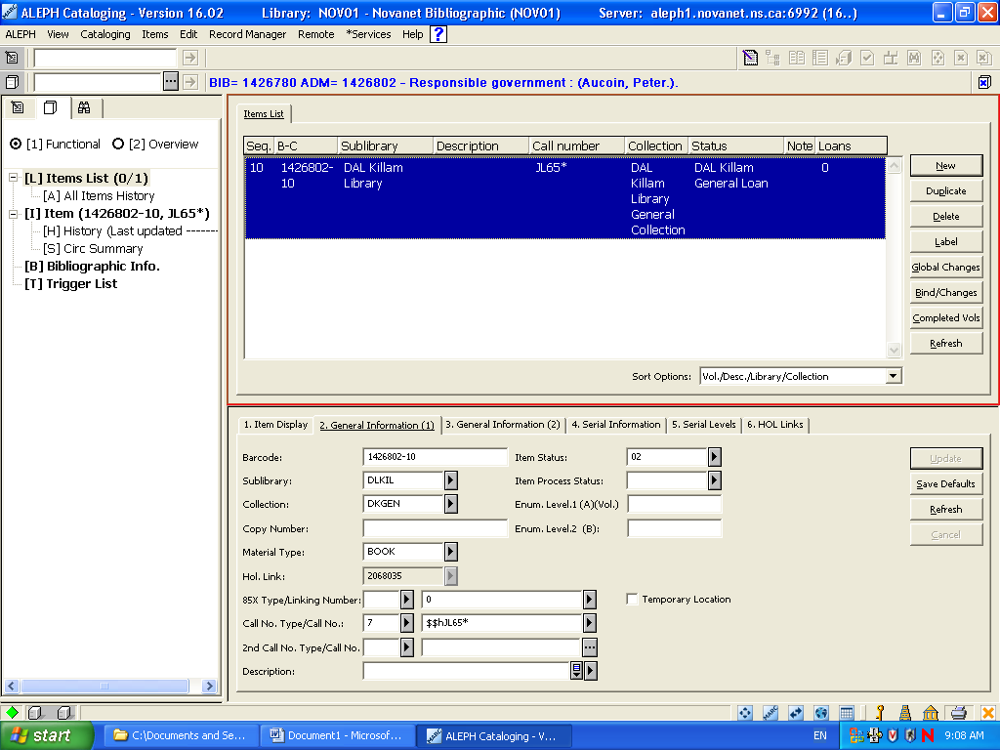 ALEPH Cataloging - Version 16.02 Library: NOV01 - Novanet Bibliographic (NOV01) Server: aleph1.novanet.ns.ca:6992 (16..)
ALEPH View Cataloging Items Edit Record Manager Remote *Services Help ?
BIB= 1426780 ADM= 1426802 - Responsible government : (Aucoin, Peter.).
[1] Functional [2] Overview
[L] Items List (0/1)
[A] All Items History
[I] Item (1426802-10, JL65*)
[H] History (Last updated -------
[S] Circ Summary
[B] Bibliographic Info.
[T] Trigger List
Items List
Seq. B-C Sublibrary Description Call number Collection Status Note Loans
10 1426802- DAL Killam JL65* DAL DAL Killam 0
10 Library Killam General Loan
Library
General
Collection
New
Duplicate
Delete
Label
Global Changes
Bind/Changes
Completed Vols
Refresh
Sort Options: Vol./Desc./Library/Collection
1. Item Display 2. General Information (1) 3. General Information (2) 4. Serial Information 5. Serial Levels 6. HOL Links
Barcode: 1426802-10 Item Status: 02
Sublibrary: DLKIL Item Process Status:
Collection: DKGEN Enum. Level.1 (A)(Vol.)
Copy Number: Enum. Level.2 (B):
Material Type: BOOK
Hol. Link: 2068035
85X Type/Linking Number: 0 Temporary Location
Call No. Type/Call No.: 7 $$hJL65*
2nd Call No. Type/Call No.
Description:
Update
Save Defaults
Refresh
Cancel
start C:\Documents and Se... Document1 - Microsof... ALEPH Cataloging - V... EN 9:08 AM